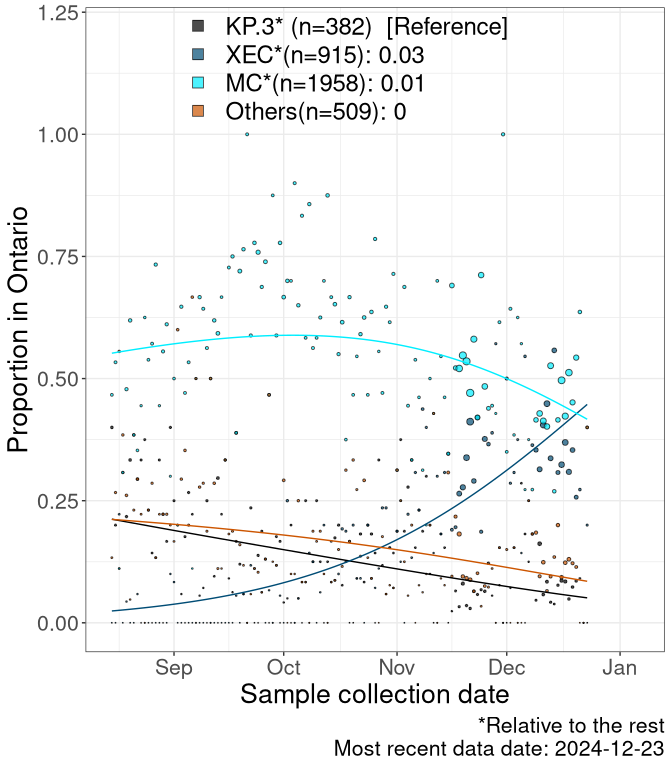 KP.3* (n=382)  [Reference]
XEC*(n=915): 0.03
MC*(n=1958): 0.01
Others(n=509): 0
Proportion in Ontario
1.25
1.00
0.75
0.50
0.25
0.00
Sep Oct Nov Dec Jan
Sample collection date
*Relative to the rest
Most recent data date: 2024-12-23